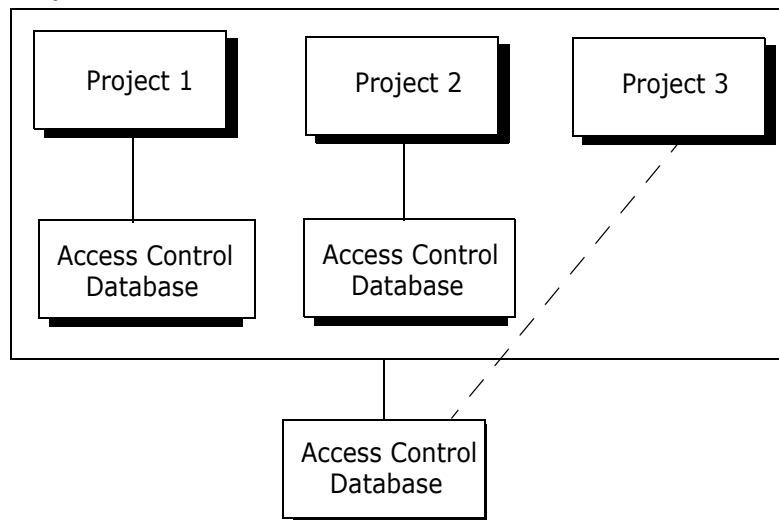 Project 1
Project 2
Project 3
Access Control
Database
Access Control
Database
Access Control
Database